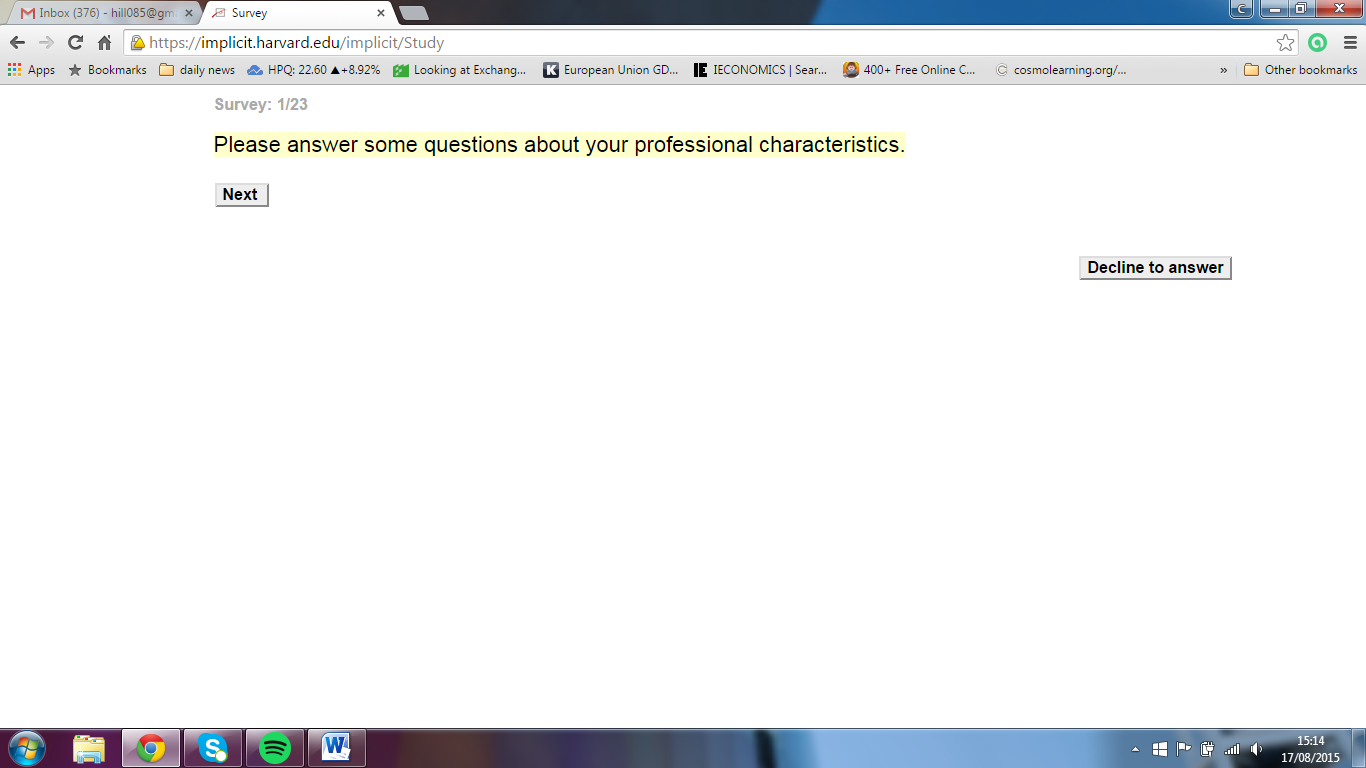 Inbox (376) - hill085@gm
Survey
C
https://implicit.harvard.edu/implicit/Study
Apps Bookmarks daily news HPQ: 22.60 ▲+8.92% Looking at Exchang... K European Union GD... IE IECONOMICS | Sear... 400+ Free Online C... cosmolearning.org/... » Other bookmarks
Survey: 1/23
Please answer some questions about your professional characteristics.
Next
Decline to answer
15:14
17/08/2015